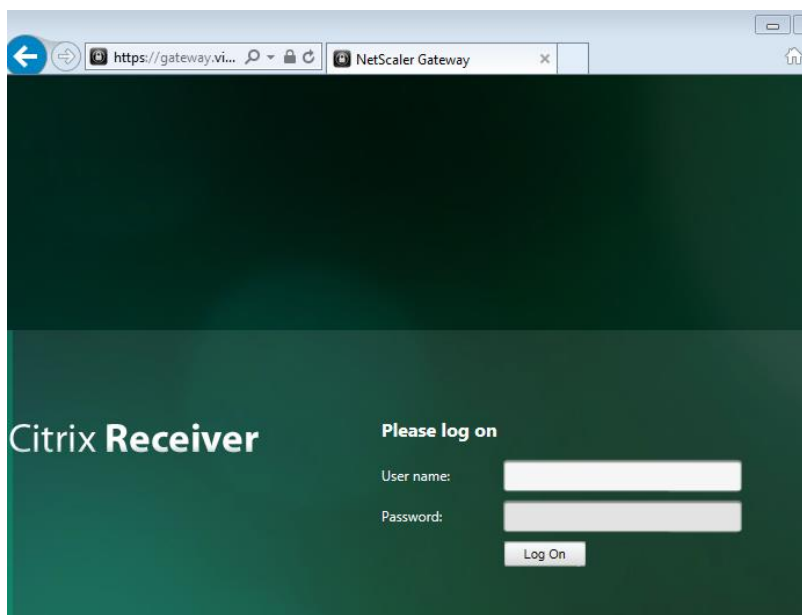 https://gateway.vi... NetScaler Gateway
Citrix Receiver
Please log on
User name:
Password:
Log On